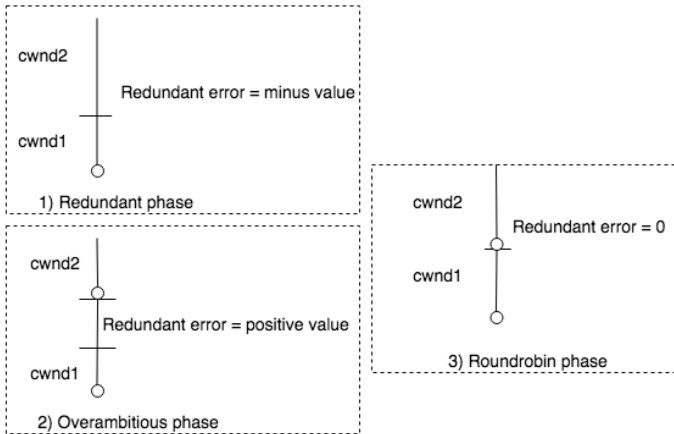 cwnd2
Redundant error = minus value
cwnd1
1) Redundant phase
cwnd2
Redundant error = positive value
cwnd1
2) Overambitious phase
cwnd2
Redundant error = 0
cwnd1
3) Roundrobin phase